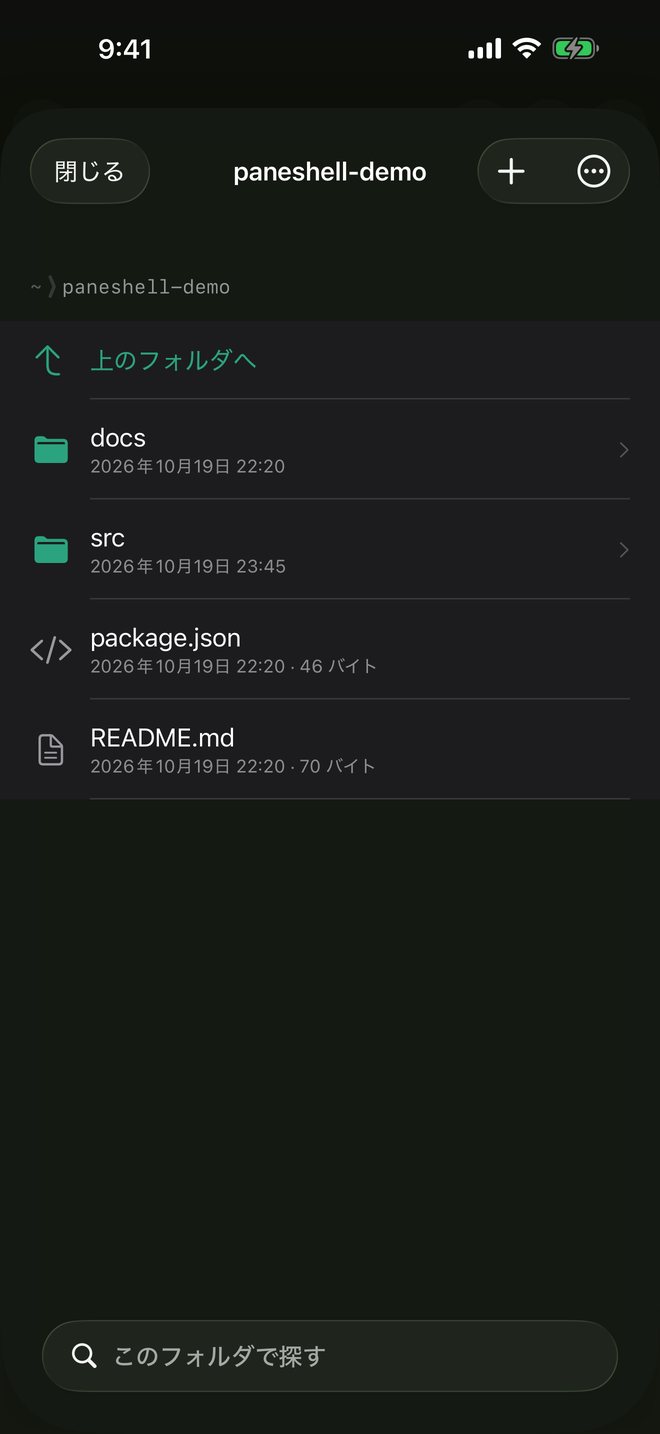 9:41
閉じる
paneshell-demo
~ ⟩ paneshell-demo
上のフォルダへ
docs
2026年10月19日 22:20
src
2026年10月19日 23:45
package.json
2026年10月19日 22:20 · 46 バイト
README.md
2026年10月19日 22:20 · 70 バイト
このフォルダで探す